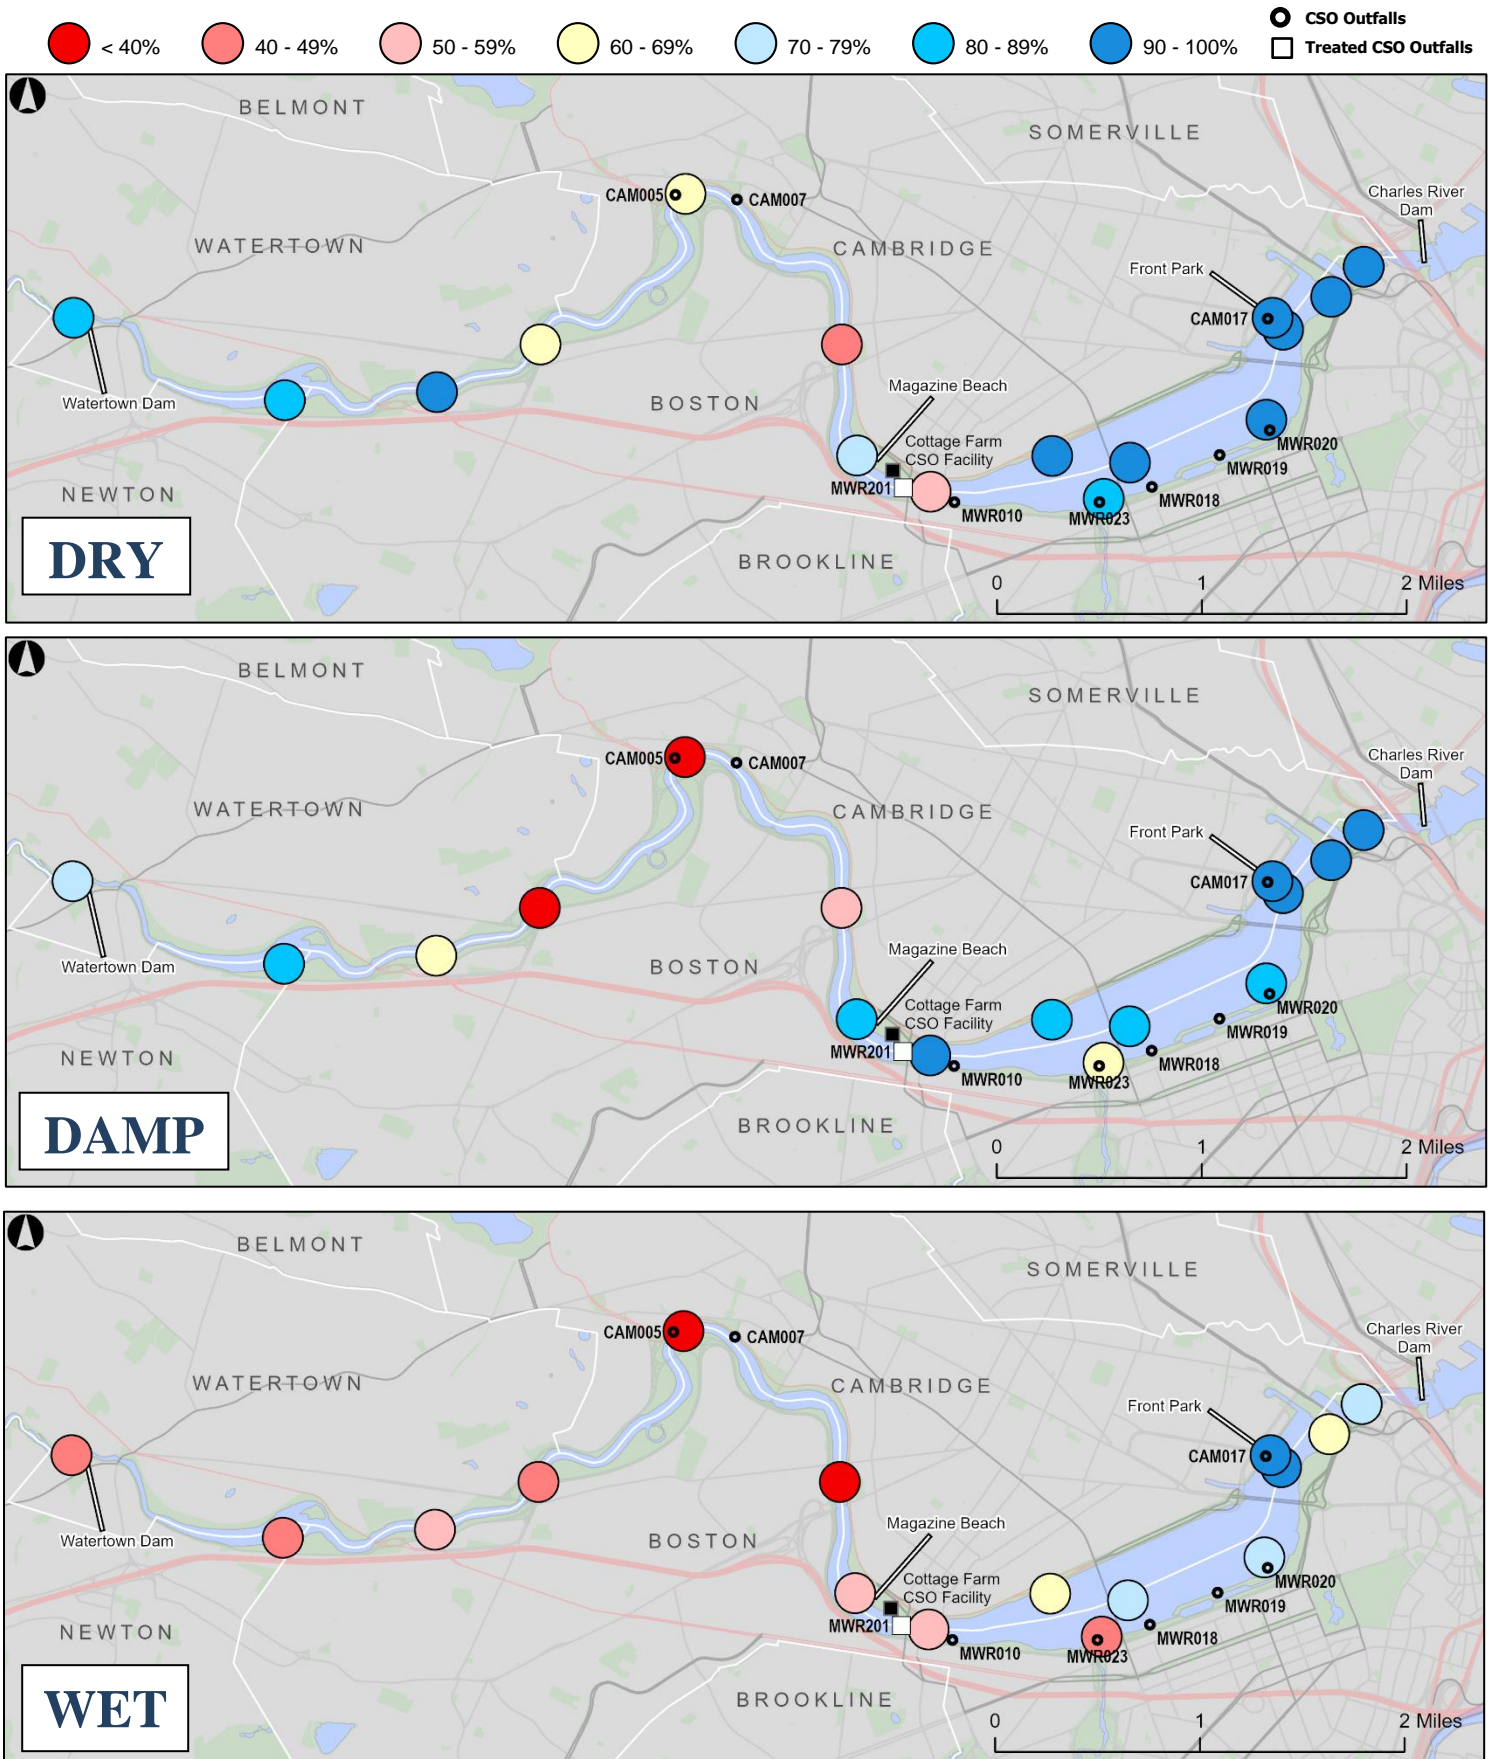 < 40%
40 - 49%
50 - 59%
60 - 69%
70 - 79%
80 - 89%
90 - 100%
CSO Outfalls
Treated CSO Outfalls
BELMONT
SOMERVILLE
CAM005
CAM007
Charles River
Dam
WATERTOWN
CAMBRIDGE
Front Park
CAM017
Watertown Dam
BOSTON
Magazine Beach
Cottage Farm
CSO Facility
MWR020
MWR019
NEWTON
MWR201
MWR018
MWR010
MWR023
DRY
BROOKLINE
0 1 2 Miles
BELMONT
SOMERVILLE
CAM005
CAM007
Charles River
Dam
WATERTOWN
CAMBRIDGE
Front Park
CAM017
Watertown Dam
BOSTON
Magazine Beach
Cottage Farm
CSO Facility
MWR020
MWR019
NEWTON
MWR201
MWR018
MWR010
MWR023
DAMP
BROOKLINE
0 1 2 Miles
BELMONT
SOMERVILLE
CAM005
CAM007
Charles River
Dam
WATERTOWN
CAMBRIDGE
Front Park
CAM017
Watertown Dam
BOSTON
Magazine Beach
Cottage Farm
CSO Facility
MWR020
MWR019
NEWTON
MWR201
MWR018
MWR010
MWR023
WET
BROOKLINE
0 1 2 Miles